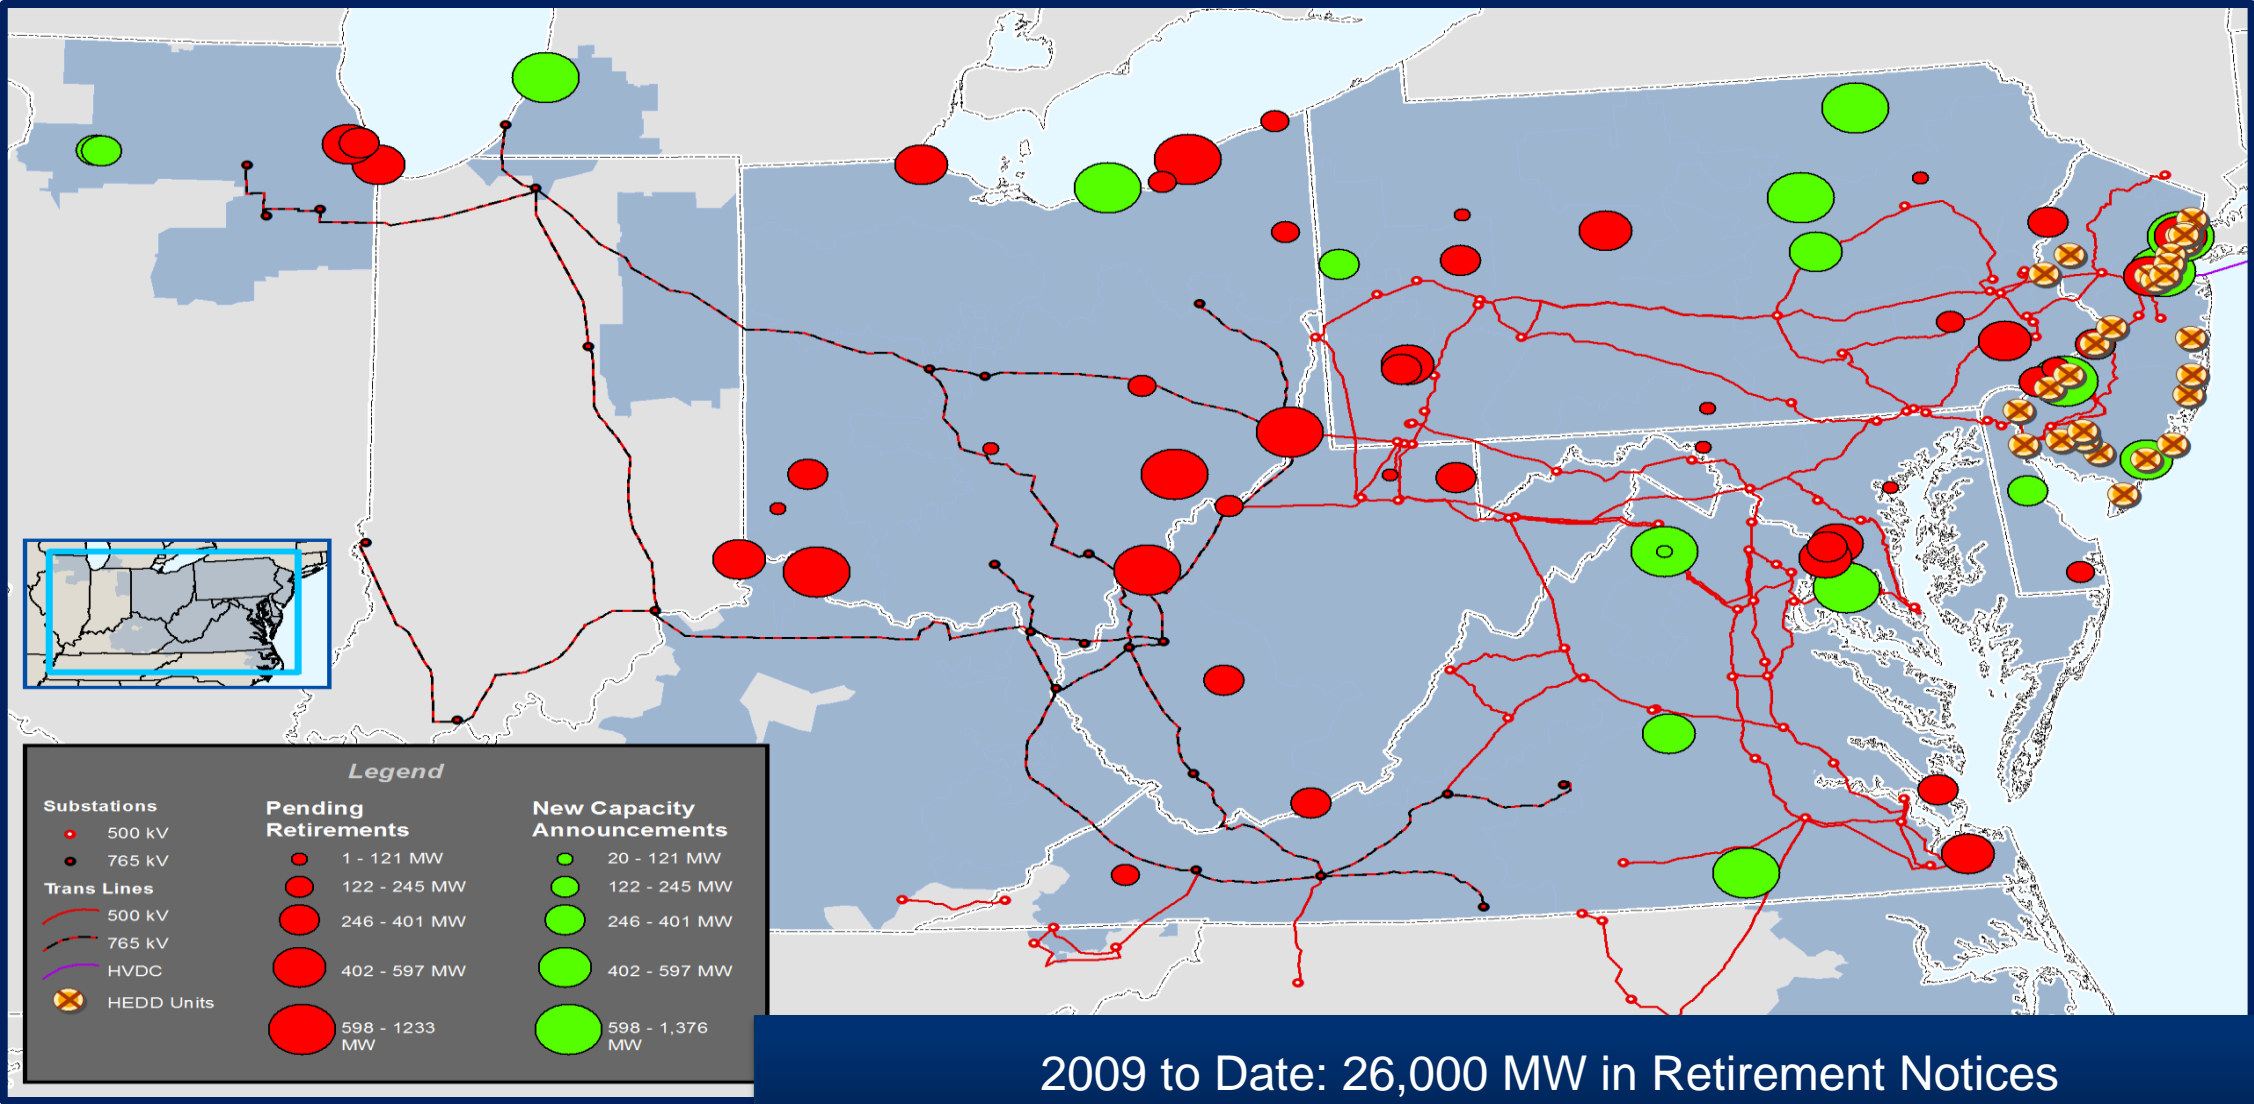 Legend
Substations
500 kV
765 kV
Trans Lines
500 kV
765 kV
HVDC
HEDD Units
Pending
Retirements
1 - 121 MW
122 - 245 MW
246 - 401 MW
402 - 597 MW
598 - 1233
MW
New Capacity
Announcements
20 - 121 MW
122 - 245 MW
246 - 401 MW
402 - 597 MW
598 - 1,376
MW
2009 to Date: 26,000 MW in Retirement Notices